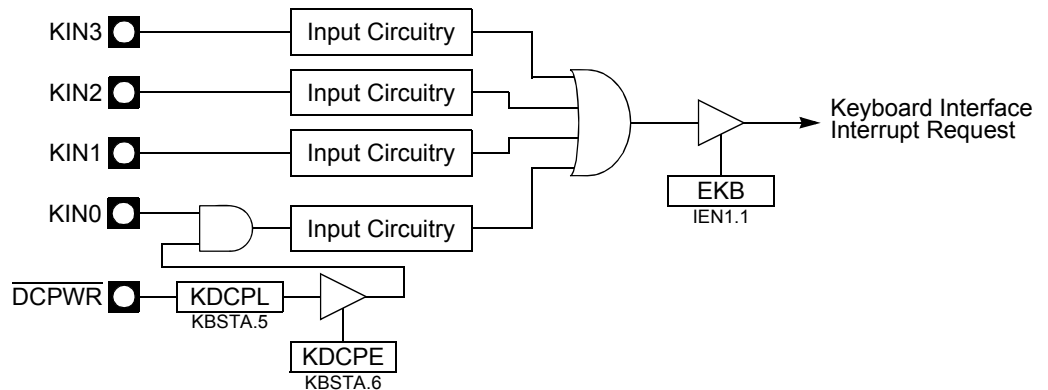 KIN3
Input Circuitry
KIN2
Input Circuitry
Keyboard Interface
Interrupt Request
KIN1
Input Circuitry
EKB
IEN1.1
KIN0
Input Circuitry
DCPWR
KDCPL
KBSTA.5
KDCPE
KBSTA.6